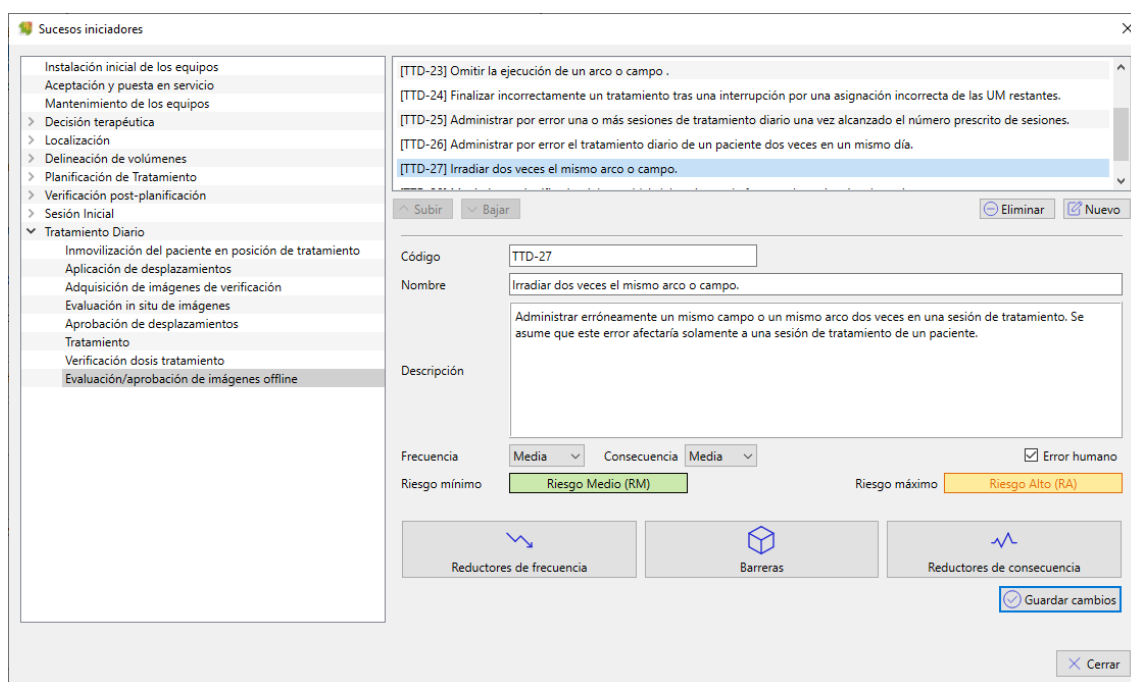 Sucesos iniciadores
Instalación inicial de los equipos
Aceptación y puesta en servicio
Mantenimiento de los equipos
Decisión terapéutica
Localización
Delineación de volúmenes
Planificación de Tratamiento
Verificación post-planificación
Sesión Inicial
Tratamiento Diario
Inmovilización del paciente en posición de tratamiento
Aplicación de desplazamientos
Adquisición de imágenes de verificación
Evaluación in situ de imágenes
Aprobación de desplazamientos
Tratamiento
Verificación dosis tratamiento
Evaluación/aprobación de imágenes offline
[TTD-23] Omitir la ejecución de un arco o campo .
[TTD-24] Finalizar incorrectamente un tratamiento tras una interrupción por una asignación incorrecta de las UM restantes.
[TTD-25] Administrar por error una o más sesiones de tratamiento diario una vez alcanzado el número prescrito de sesiones.
[TTD-26] Administrar por error el tratamiento diario de un paciente dos veces en un mismo día.
[TTD-27] Irradiar dos veces el mismo arco o campo.
Subir Bajar Eliminar Nuevo
Código TTD-27
Nombre Irradiar dos veces el mismo arco o campo.
Descripción
Administrar erróneamente un mismo campo o un mismo arco dos veces en una sesión de tratamiento. Se
asume que este error afectaría solamente a una sesión de tratamiento de un paciente.
Frecuencia Media Consecuencia Media Error humano
Riesgo mínimo Riesgo Medio (RM) Riesgo máximo Riesgo Alto (RA)
Reductores de frecuencia Barreras Reductores de consecuencia
Guardar cambios
Cerrar